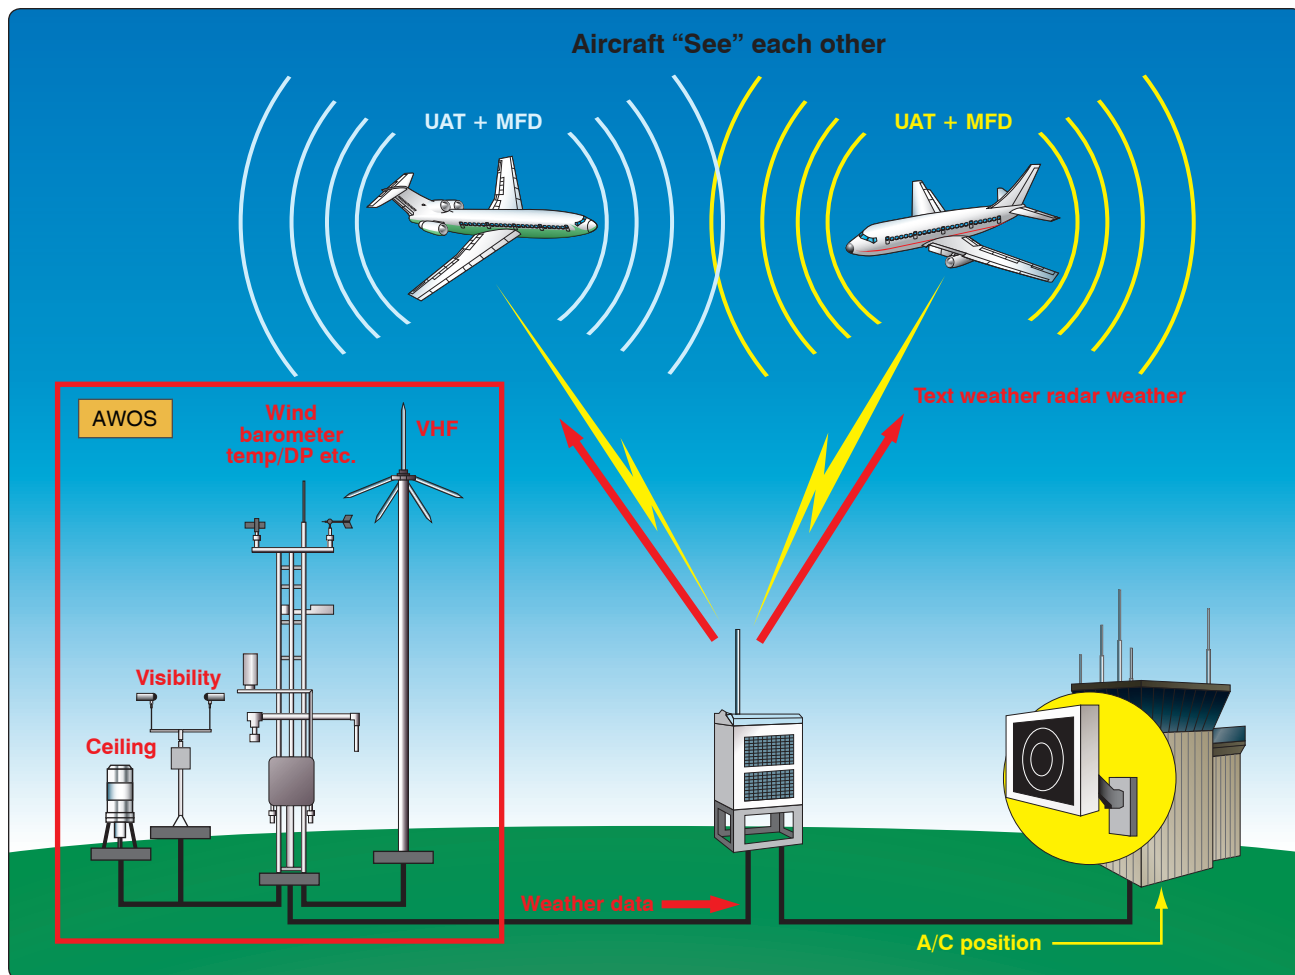 Aircraft “See” each other
UAT + MFD
UAT + MFD
Text weather radar weather
AWOS
Wind
barometer
temp/DP etc.
VHF
Visibility
Ceiling
Weather data
A/C position